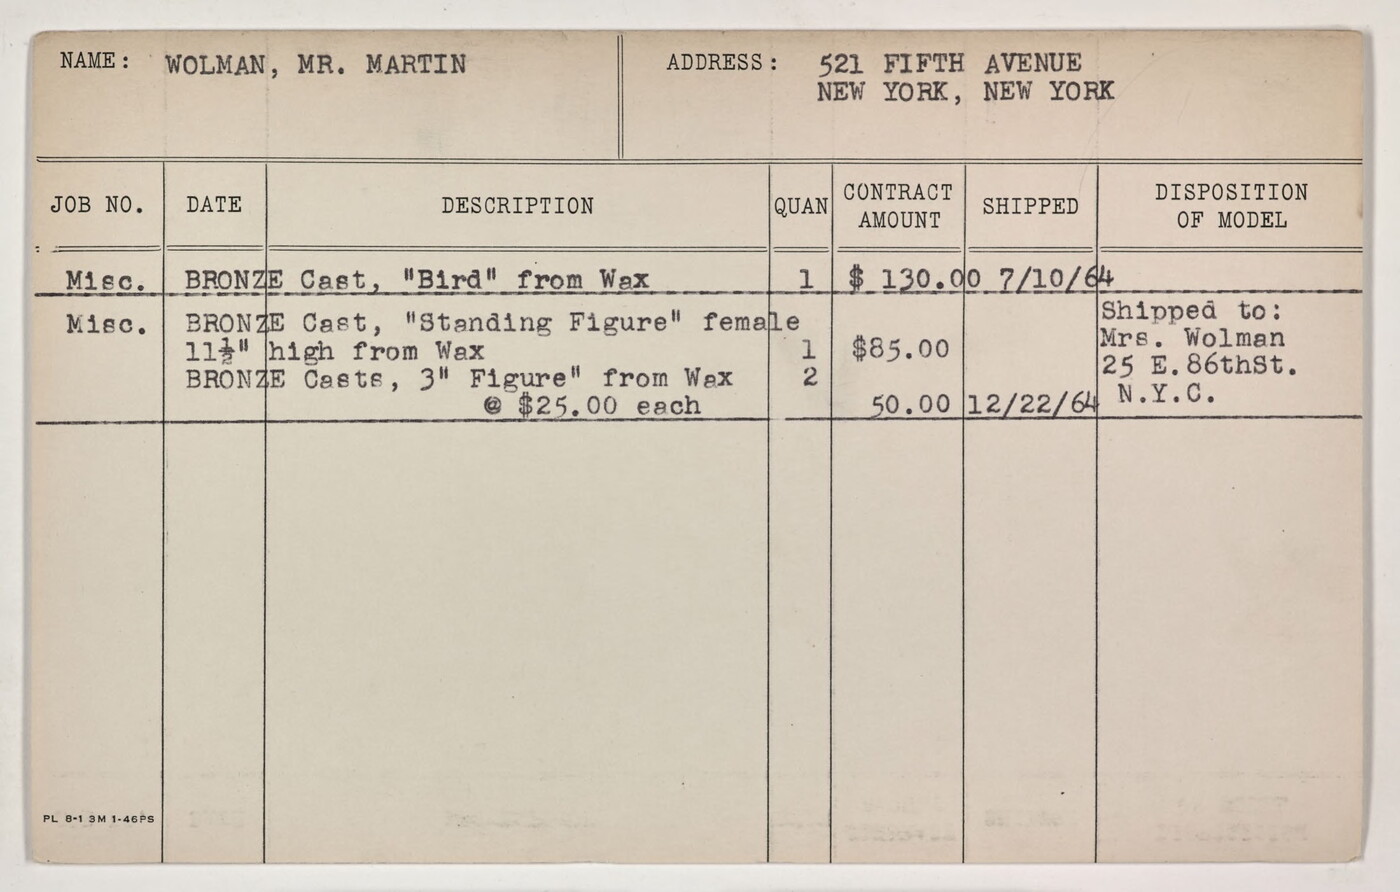 NAME: WOLMAN, MR. MARTIN ADDRESS: 521 FIFTH AVENUE
NEW YORK, NEW YORK
JOB NO. DATE DESCRIPTION QUAN CONTRACT AMOUNT SHIPPED DISPOSITION OF MODEL
Misc. BRONZE Cast, "Bird" from Wax 1 $ 130.00 7/10/64
Misc. BRONZE Cast, "Standing Figure" female
11½" high from Wax 1 $85.00
BRONZE Casts, 3" Figure" from Wax 2
@ $25.00 each 50.00 12/22/64
Shipped to:
Mrs. Wolman
25 E.86thSt.
N.Y.C.
PL 8-1 3M 1-46PS